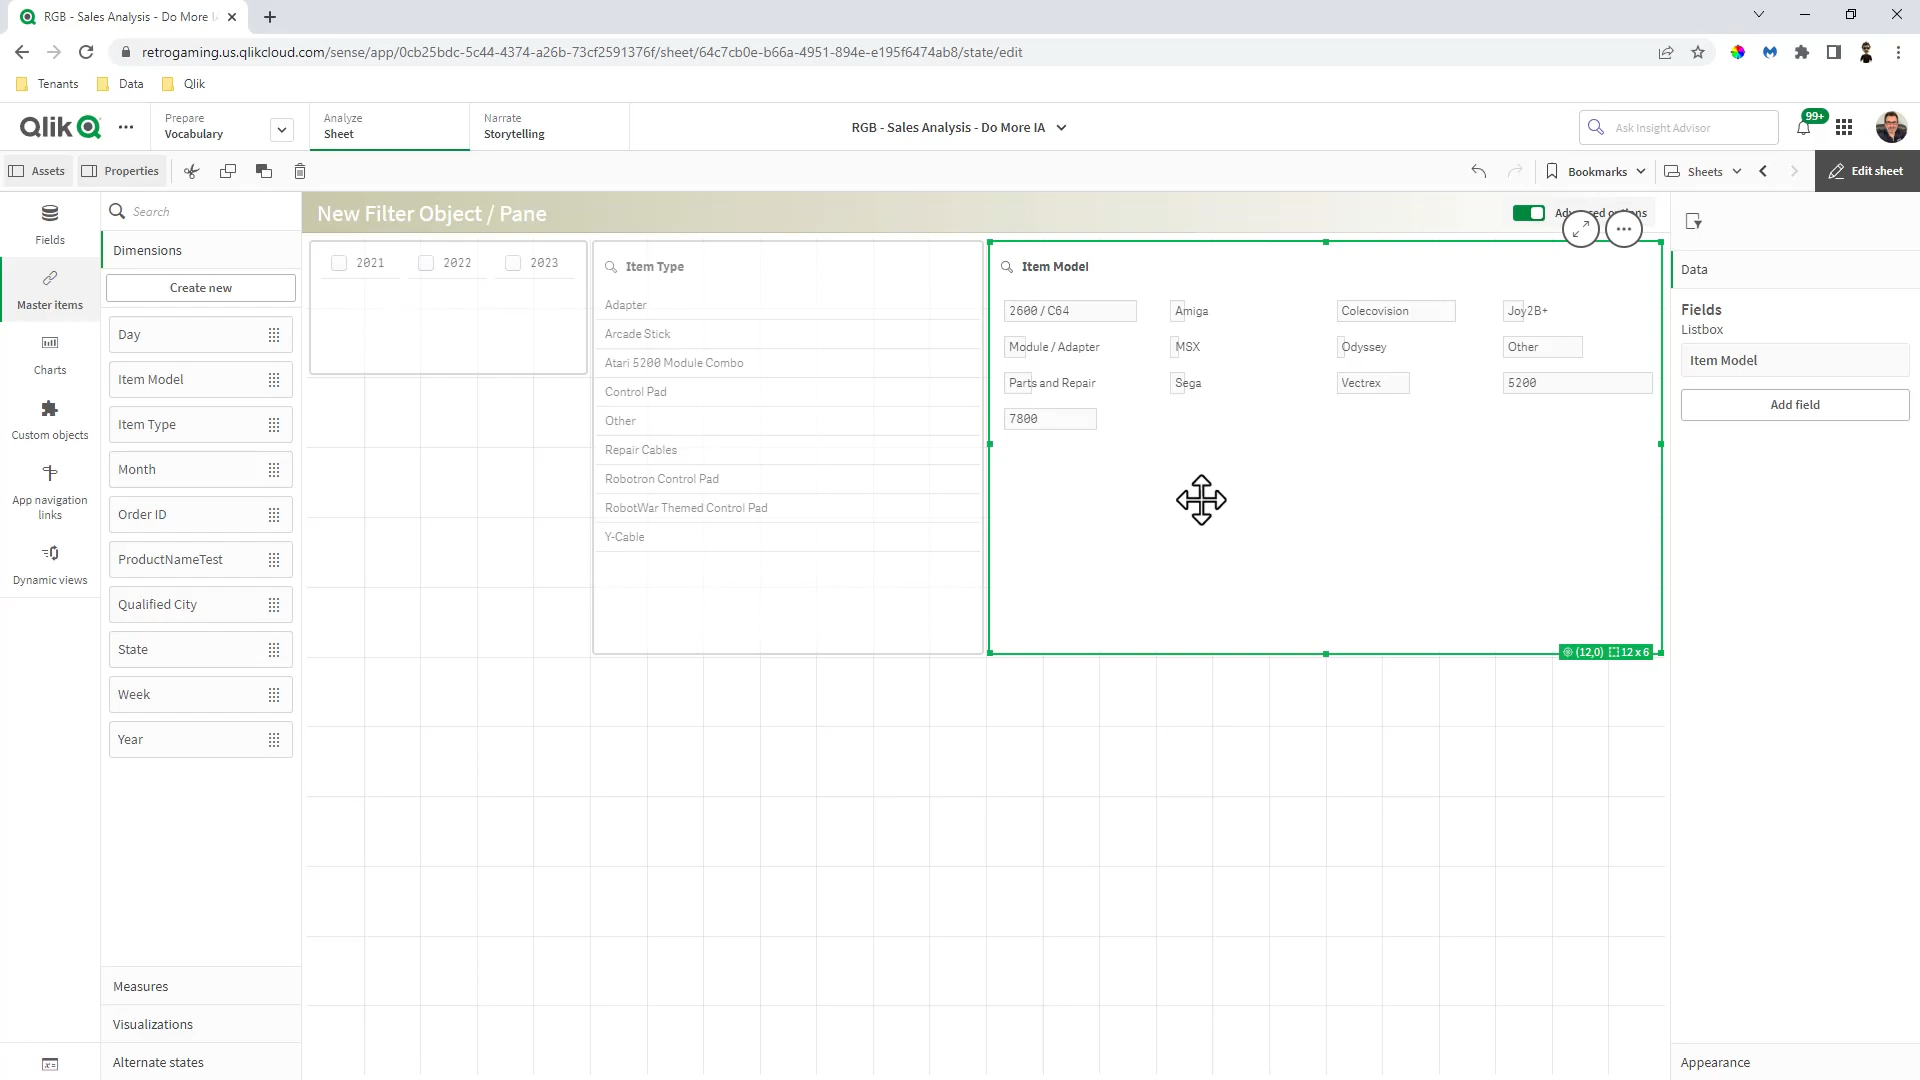 RGB - Sales Analysis - Do More I
retrogaming.us.qlikcloud.com/sense/app/0cb25bdc-5c44-4374-a26b-73cf2591376f/sheet/64c7cb0e-b66a-4951-894e-e195f6474ab8/state/edit
Tenants Data Qlik
Qlik
Prepare
Vocabulary
Analyze
Sheet
Narrate
Storytelling
RGB - Sales Analysis - Do More IA
Ask Insight Advisor
99+
Assets Properties
Bookmarks Sheets Edit sheet
Fields
Master items
Charts
Custom objects
App navigation
links
Dynamic views
Search
Dimensions
Create new
Day
Item Model
Item Type
Month
Order ID
ProductNameTest
Qualified City
State
Week
Year
Measures
Visualizations
Alternate states
New Filter Object / Pane
2021 2022 2023
Item Type
Adapter
Arcade Stick
Atari 5200 Module Combo
Control Pad
Other
Repair Cables
Robotron Control Pad
RobotWar Themed Control Pad
Y-Cable
Item Model
2600 / C64 Amiga Colecovision Joy2B+
Module / Adapter MSX Odyssey Other
Parts and Repair Sega Vectrex 5200
7800
(12,0) 12 x 6
Data
Fields
Listbox
Item Model
Add field
Appearance